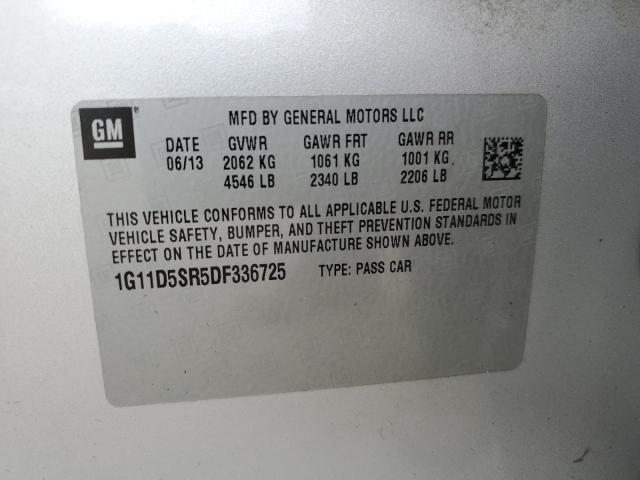 GM
MFD BY GENERAL MOTORS LLC
DATE GVWR GAWR FRT GAWR RR
06/13 2062 KG 1061 KG 1001 KG
4546 LB 2340 LB 2206 LB
THIS VEHICLE CONFORMS TO ALL APPLICABLE U.S. FEDERAL MOTOR
VEHICLE SAFETY, BUMPER, AND THEFT PREVENTION STANDARDS IN
EFFECT ON THE DATE OF MANUFACTURE SHOWN ABOVE.
1G11D5SR5DF336725 TYPE: PASS CAR